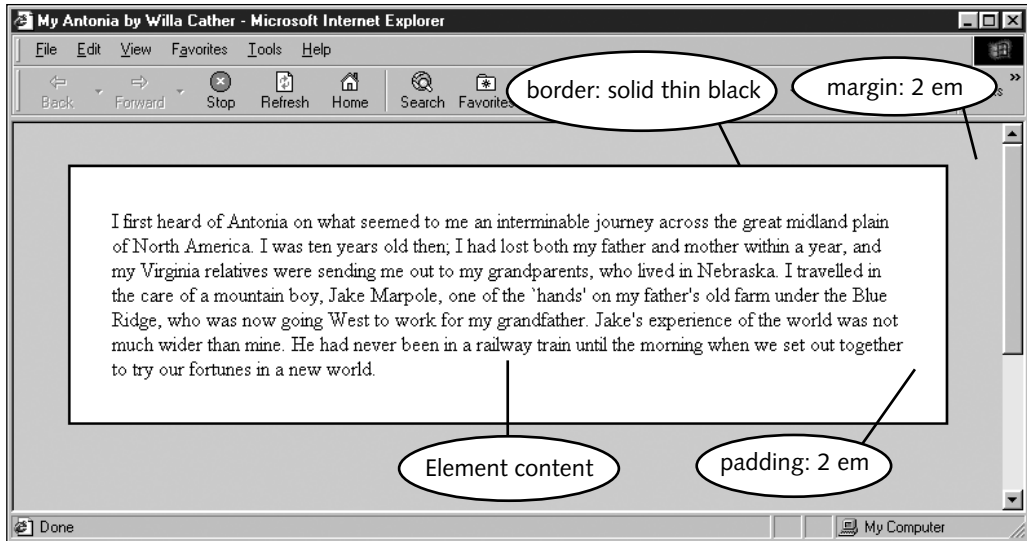 My Antonia by Willa Cather - Microsoft Internet Explorer
File Edit View Favorites Tools Help
Back Forward Stop Refresh Home Search Favorites »
border: solid thin black
margin: 2 em
I first heard of Antonia on what seemed to me an interminable journey across the great midland plain
of North America. I was ten years old then; I had lost both my father and mother within a year, and
my Virginia relatives were sending me out to my grandparents, who lived in Nebraska. I travelled in
the care of a mountain boy, Jake Marpole, one of the `hands' on my father's old farm under the Blue
Ridge, who was now going West to work for my grandfather. Jake's experience of the world was not
much wider than mine. He had never been in a railway train until the morning when we set out together
to try our fortunes in a new world.
Element content
padding: 2 em
Done My Computer